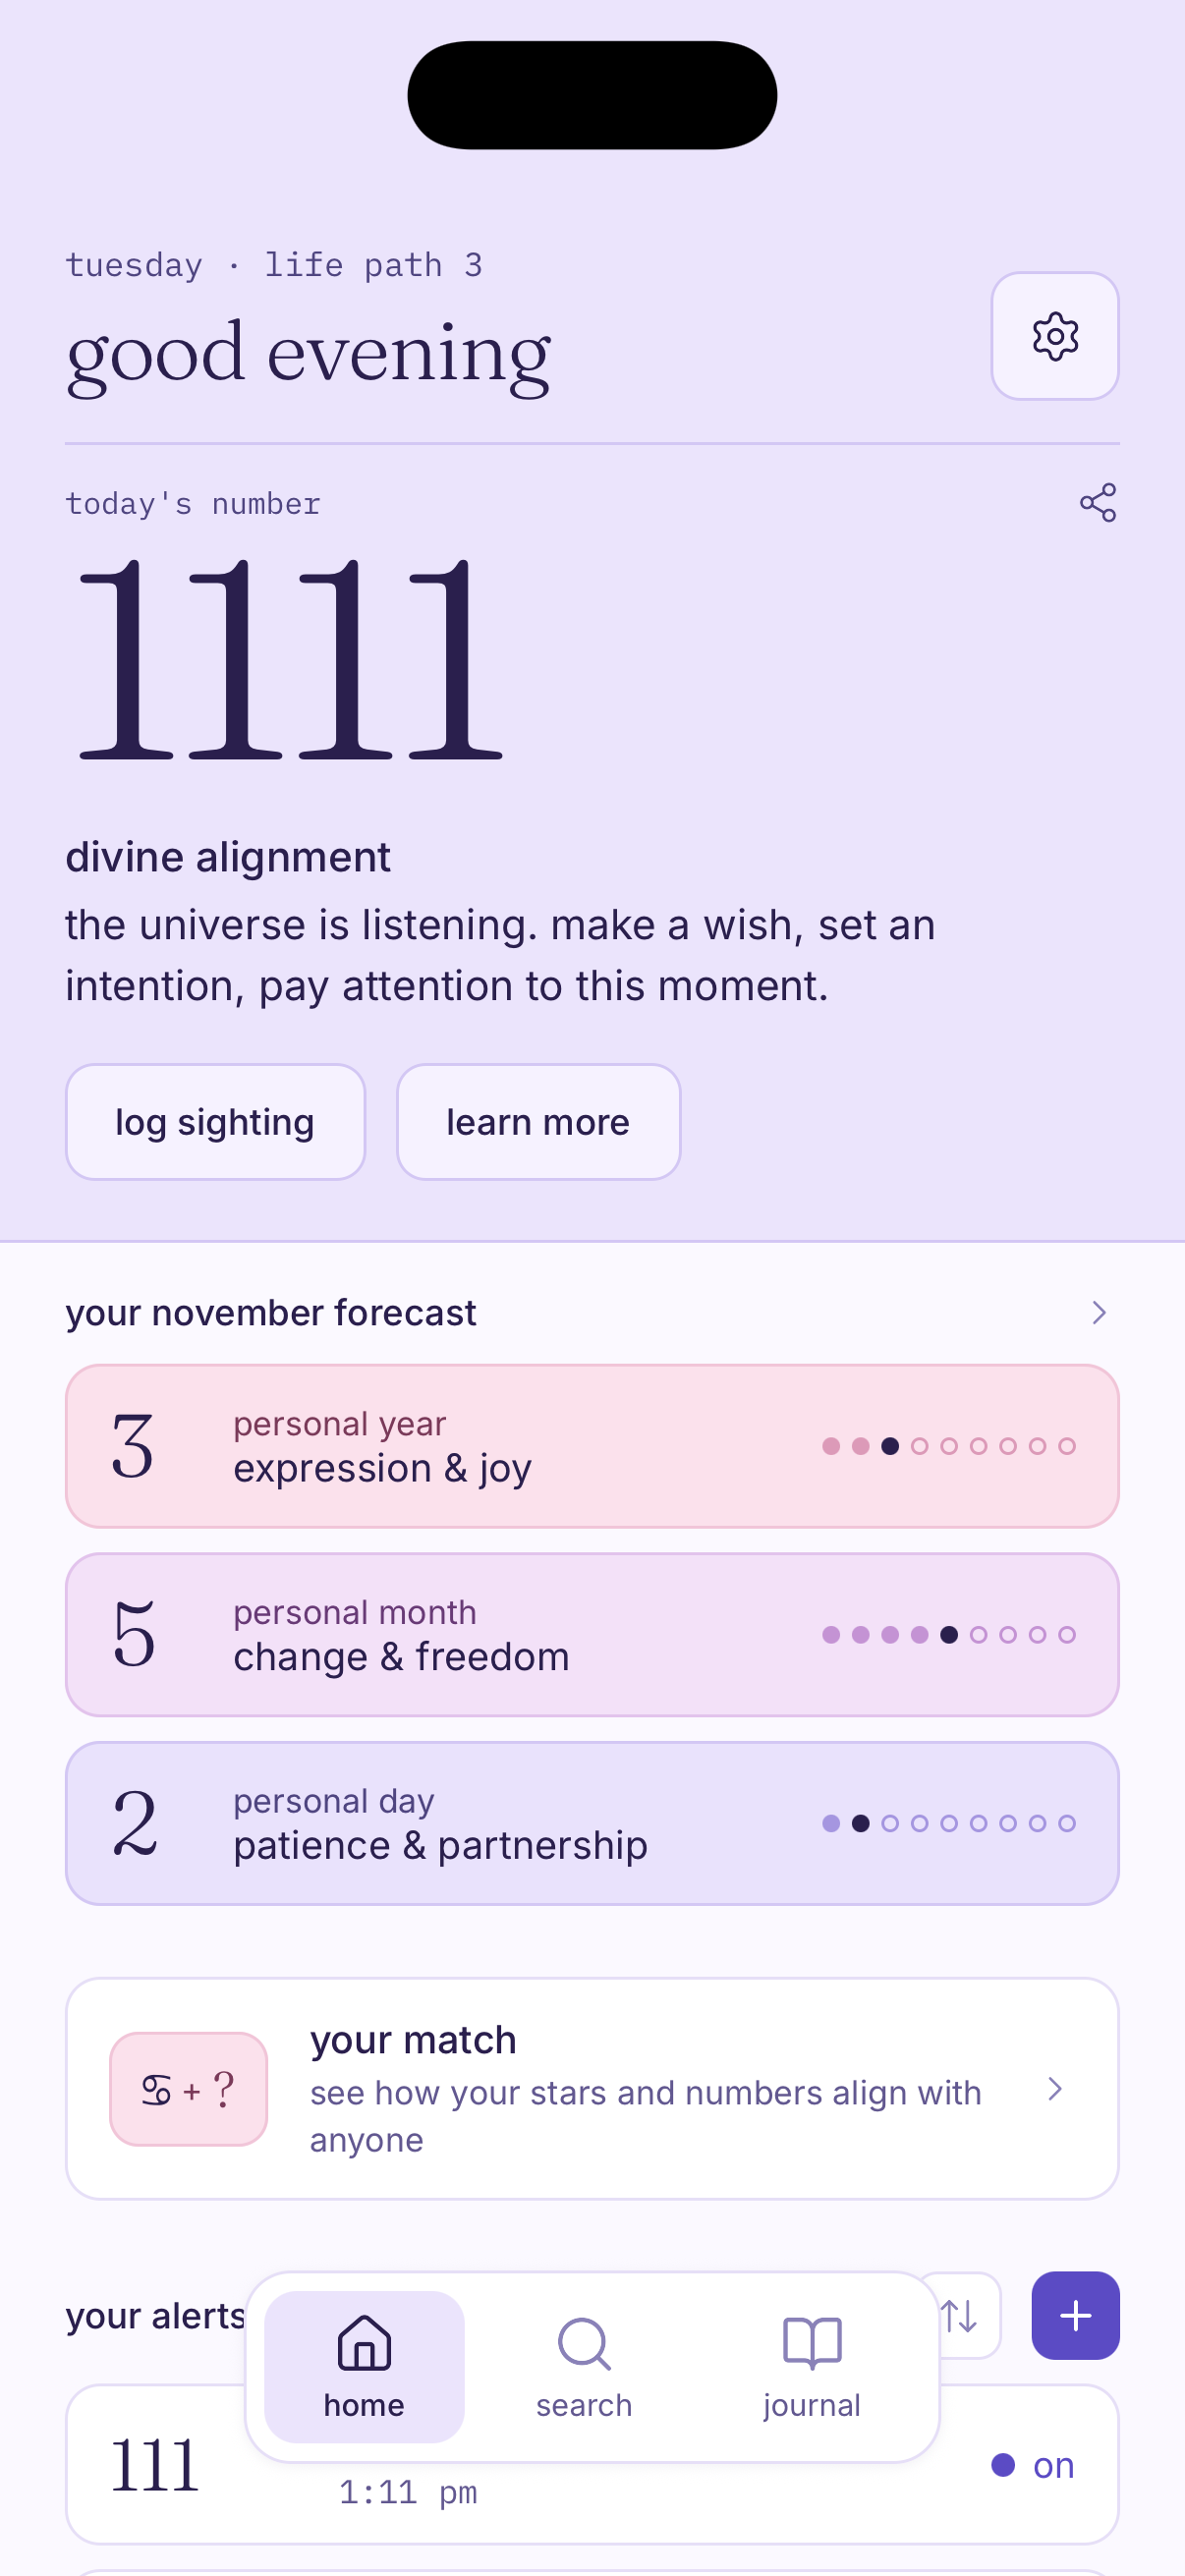 tuesday · life path 3
good evening
today's number
1111
divine alignment
the universe is listening. make a wish, set an
intention, pay attention to this moment.
log sighting
learn more
your november forecast
3
personal year
expression & joy
5
personal month
change & freedom
2
personal day
patience & partnership
♋︎ + ?
your match
see how your stars and numbers align with
anyone
your alerts
home
search
journal
111
1:11 pm
on